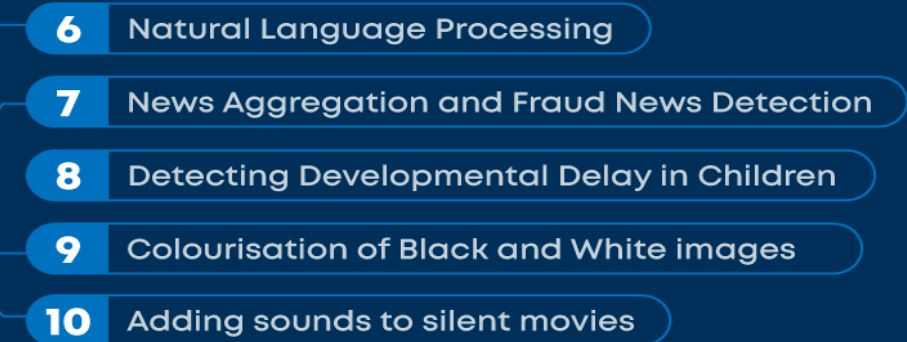 6 Natural Language Processing
7 News Aggregation and Fraud News Detection
8 Detecting Developmental Delay in Children
9 Colourisation of Black and White images
10 Adding sounds to silent movies